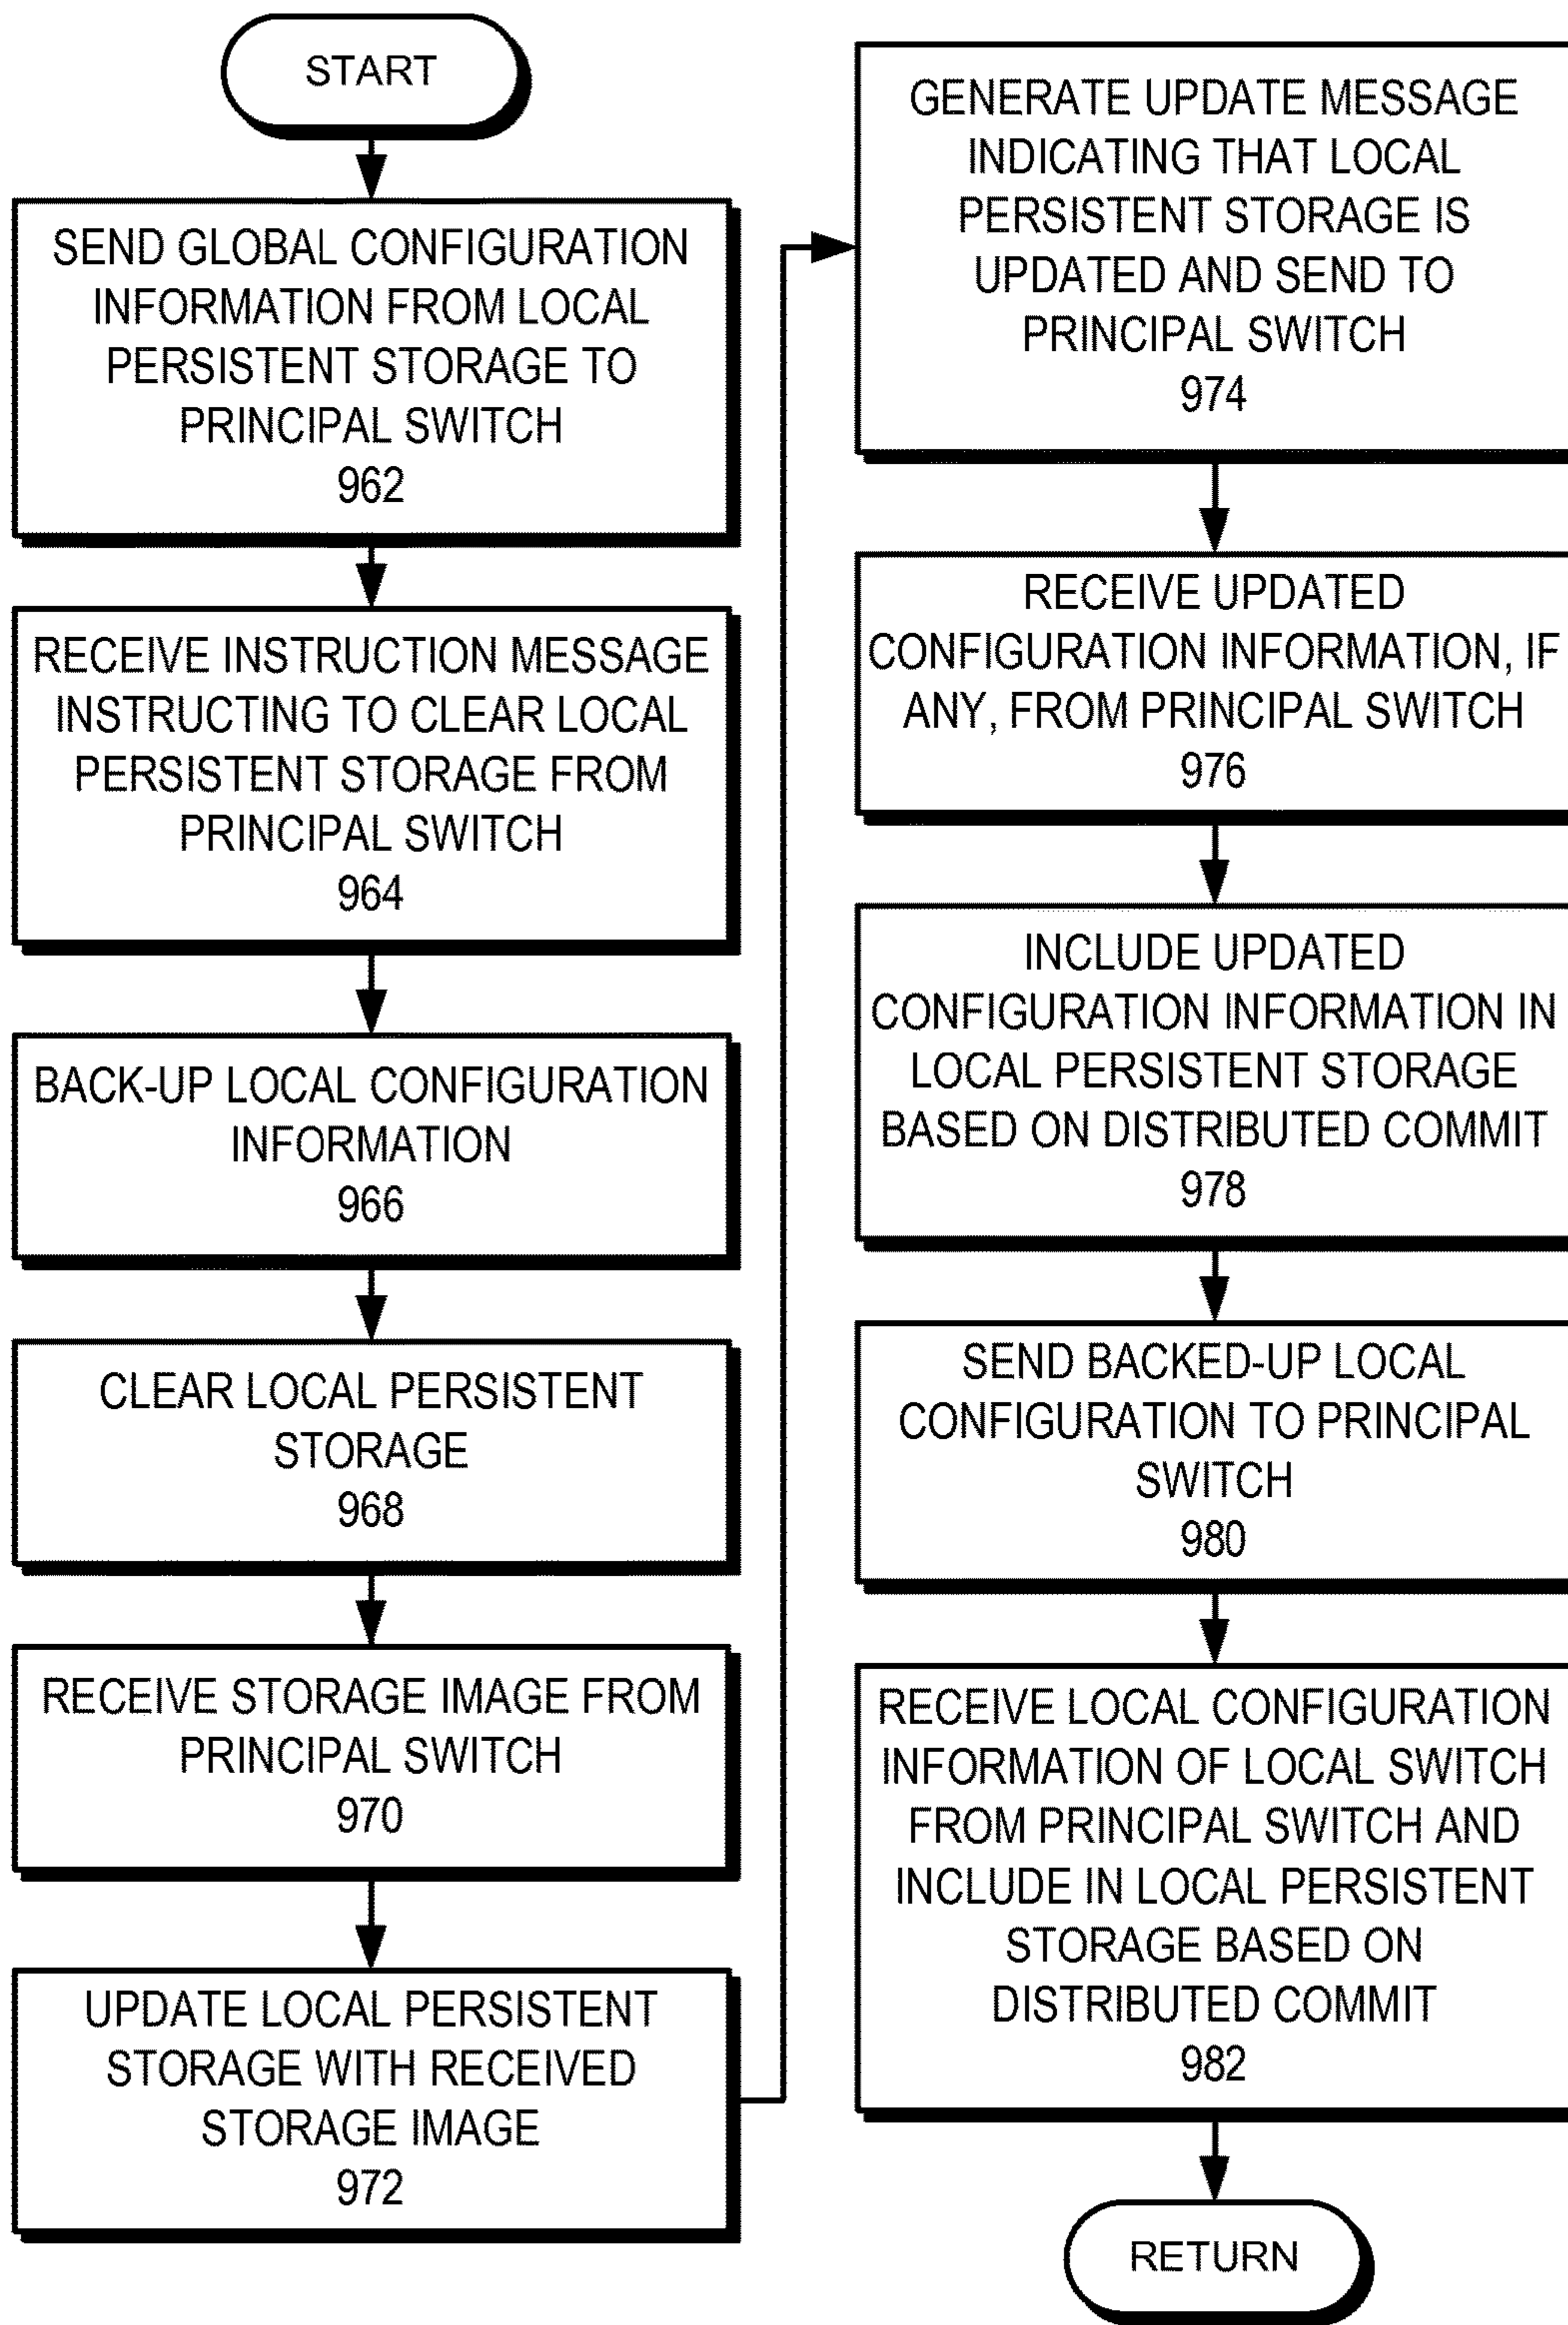 START
SEND GLOBAL CONFIGURATION
INFORMATION FROM LOCAL
PERSISTENT STORAGE TO
PRINCIPAL SWITCH
962
RECEIVE INSTRUCTION MESSAGE
INSTRUCTING TO CLEAR LOCAL
PERSISTENT STORAGE FROM
PRINCIPAL SWITCH
964
BACK-UP LOCAL CONFIGURATION
INFORMATION
966
CLEAR LOCAL PERSISTENT
STORAGE
968
RECEIVE STORAGE IMAGE FROM
PRINCIPAL SWITCH
970
UPDATE LOCAL PERSISTENT
STORAGE WITH RECEIVED
STORAGE IMAGE
972
GENERATE UPDATE MESSAGE
INDICATING THAT LOCAL
PERSISTENT STORAGE IS
UPDATED AND SEND TO
PRINCIPAL SWITCH
974
RECEIVE UPDATED
CONFIGURATION INFORMATION, IF
ANY, FROM PRINCIPAL SWITCH
976
INCLUDE UPDATED
CONFIGURATION INFORMATION IN
LOCAL PERSISTENT STORAGE
BASED ON DISTRIBUTED COMMIT
978
SEND BACKED-UP LOCAL
CONFIGURATION TO PRINCIPAL
SWITCH
980
RECEIVE LOCAL CONFIGURATION
INFORMATION OF LOCAL SWITCH
FROM PRINCIPAL SWITCH AND
INCLUDE IN LOCAL PERSISTENT
STORAGE BASED ON
DISTRIBUTED COMMIT
982
RETURN